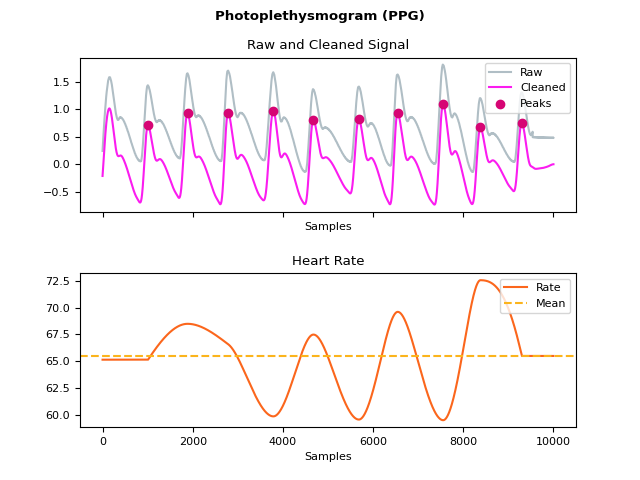 Photoplethysmogram (PPG)
Raw and Cleaned Signal
Raw
Cleaned
Peaks
1.5
1.0
0.5
0.0
−0.5
Samples
Heart Rate
Rate
Mean
72.5
70.0
67.5
65.0
62.5
60.0
0 2000 4000 6000 8000 10000
Samples